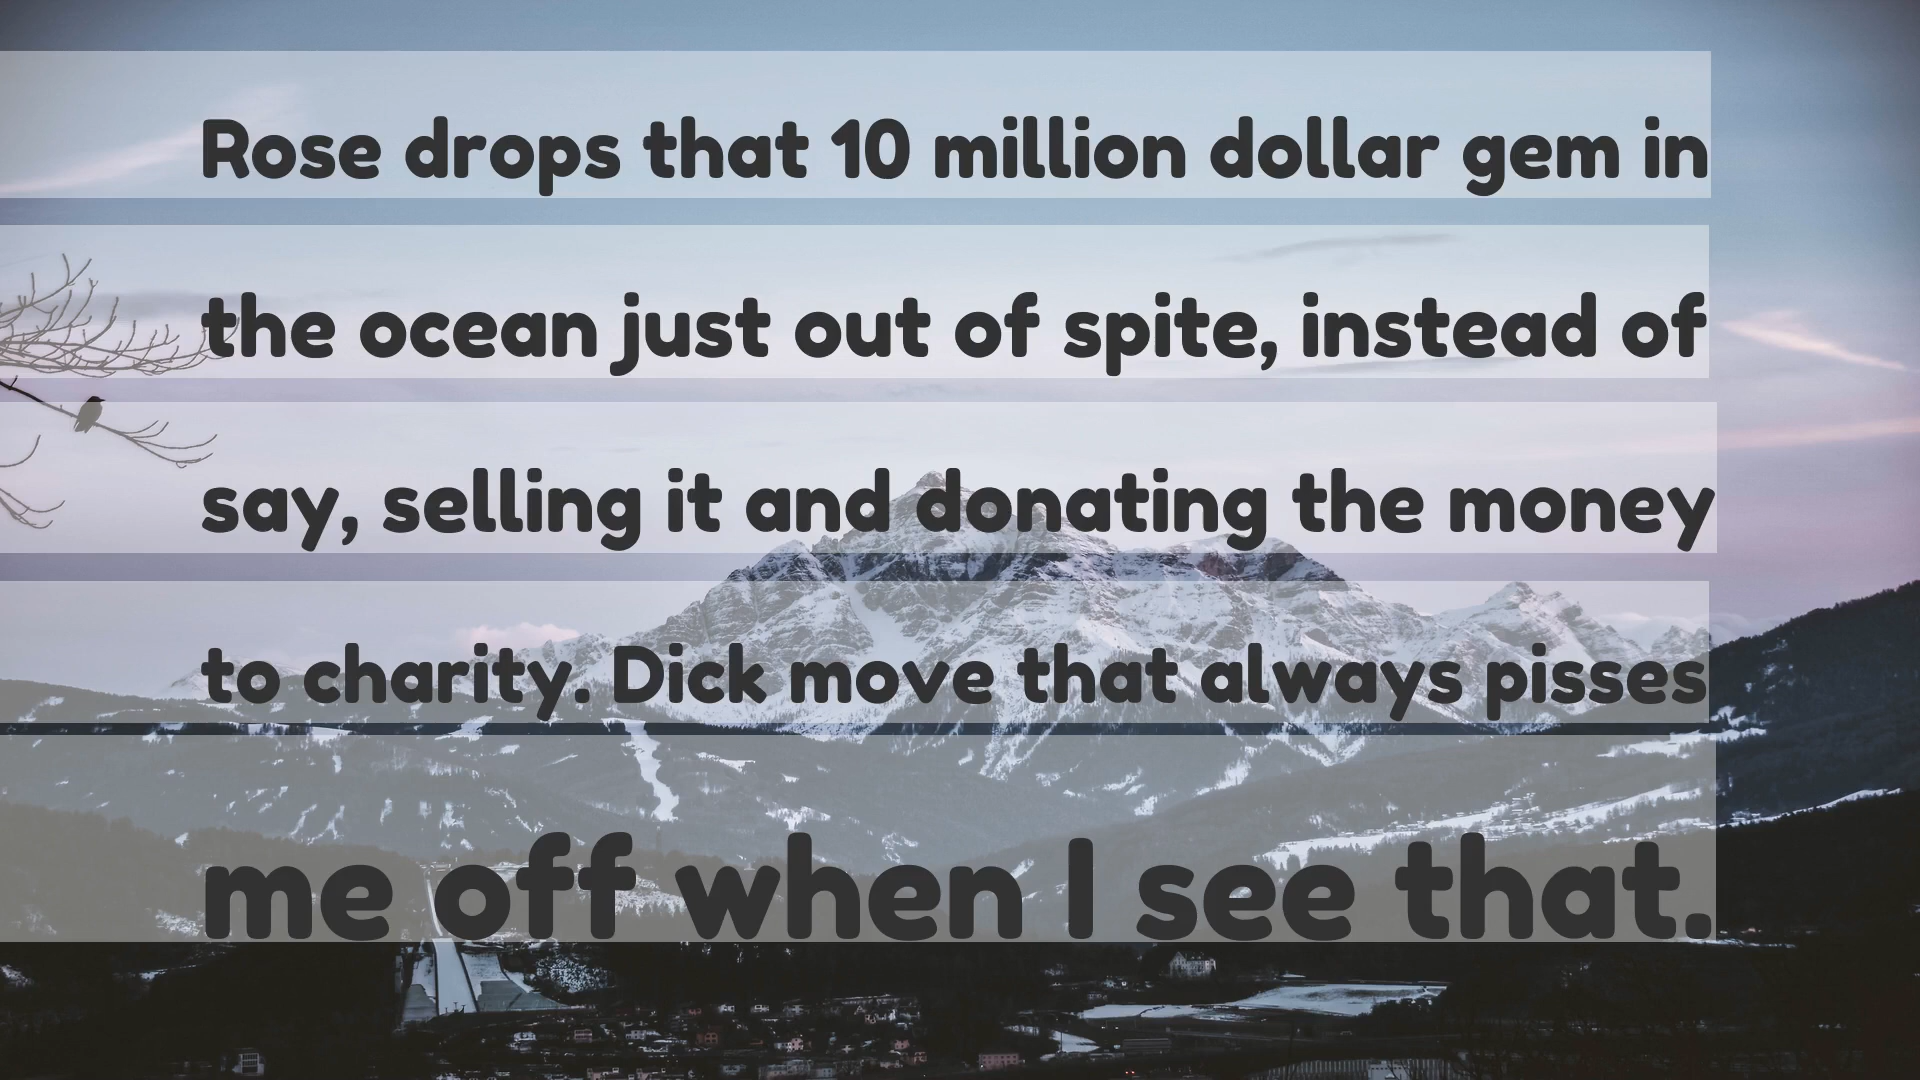 Rose drops that 10 million dollar gem in
the ocean just out of spite, instead of
say, selling it and donating the money
to charity. Dick move that always pisses
me off when I see that.